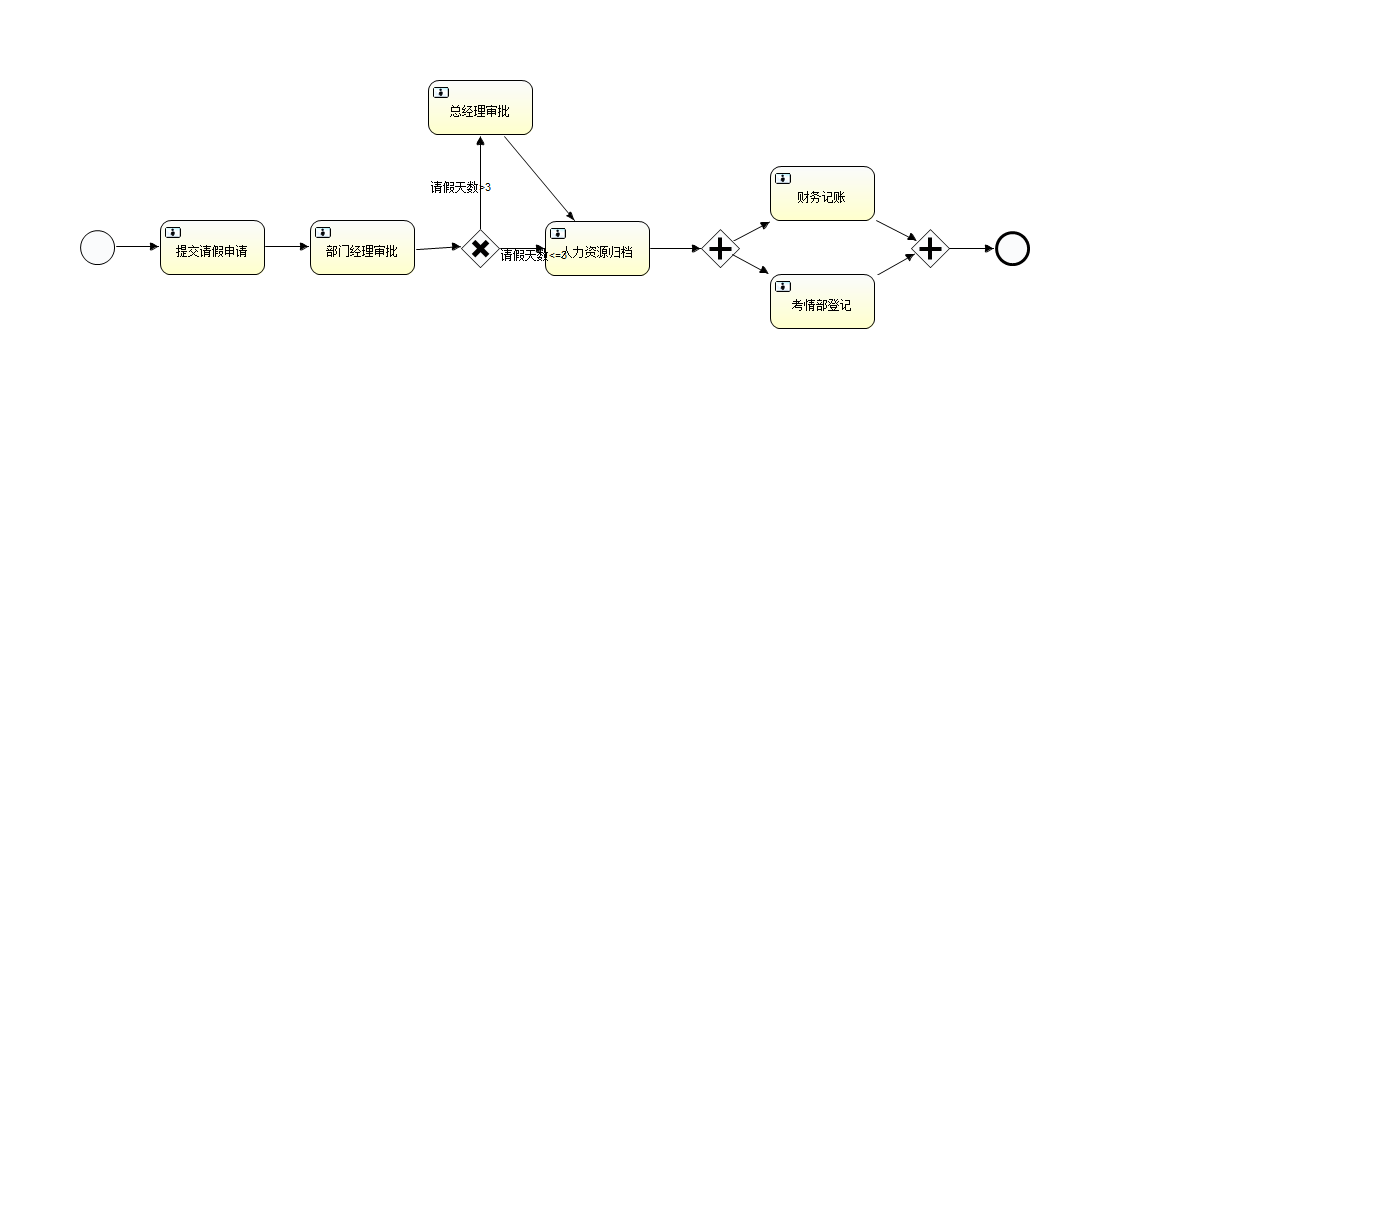 总经理审批
请假天数>3
财务记账
提交请假申请
部门经理审批
请假天数<=3
人力资源归档
考情部登记